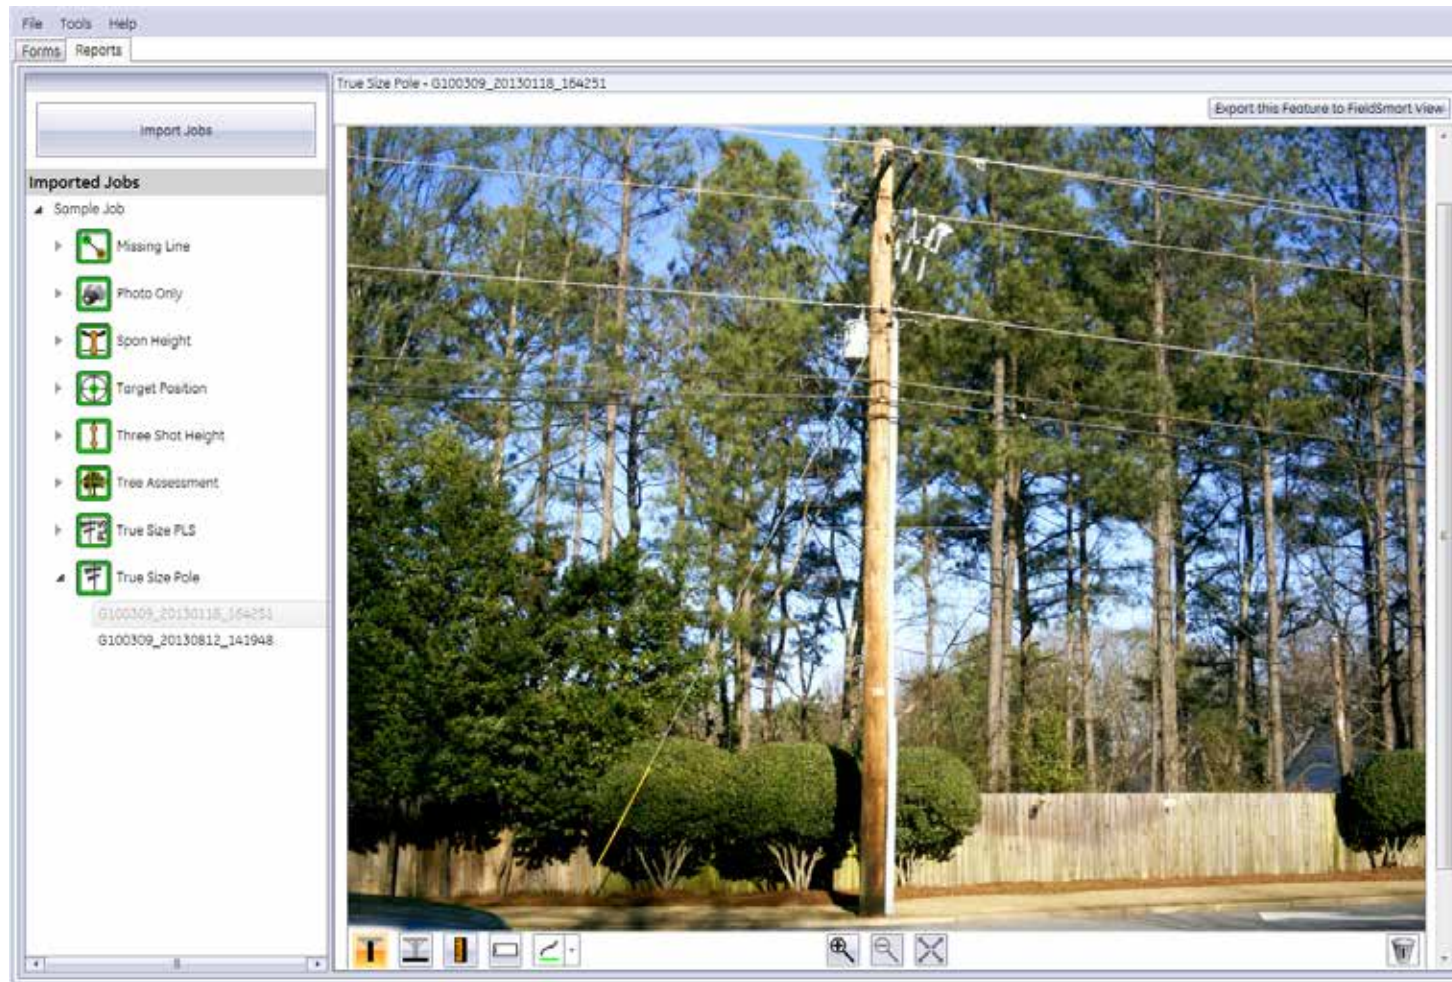 File Tools Help
Forms Reports
True Size Pole - G100309_20130118_164251
Export this Feature to FieldSmart View
Import Jobs
Imported Jobs
Sample Job
Missing Line
Photo Only
Span Height
Target Position
Three Shot Height
Tree Assessment
True Size PLS
True Size Pole
G100309_20130118_164251
G100309_20130812_141948